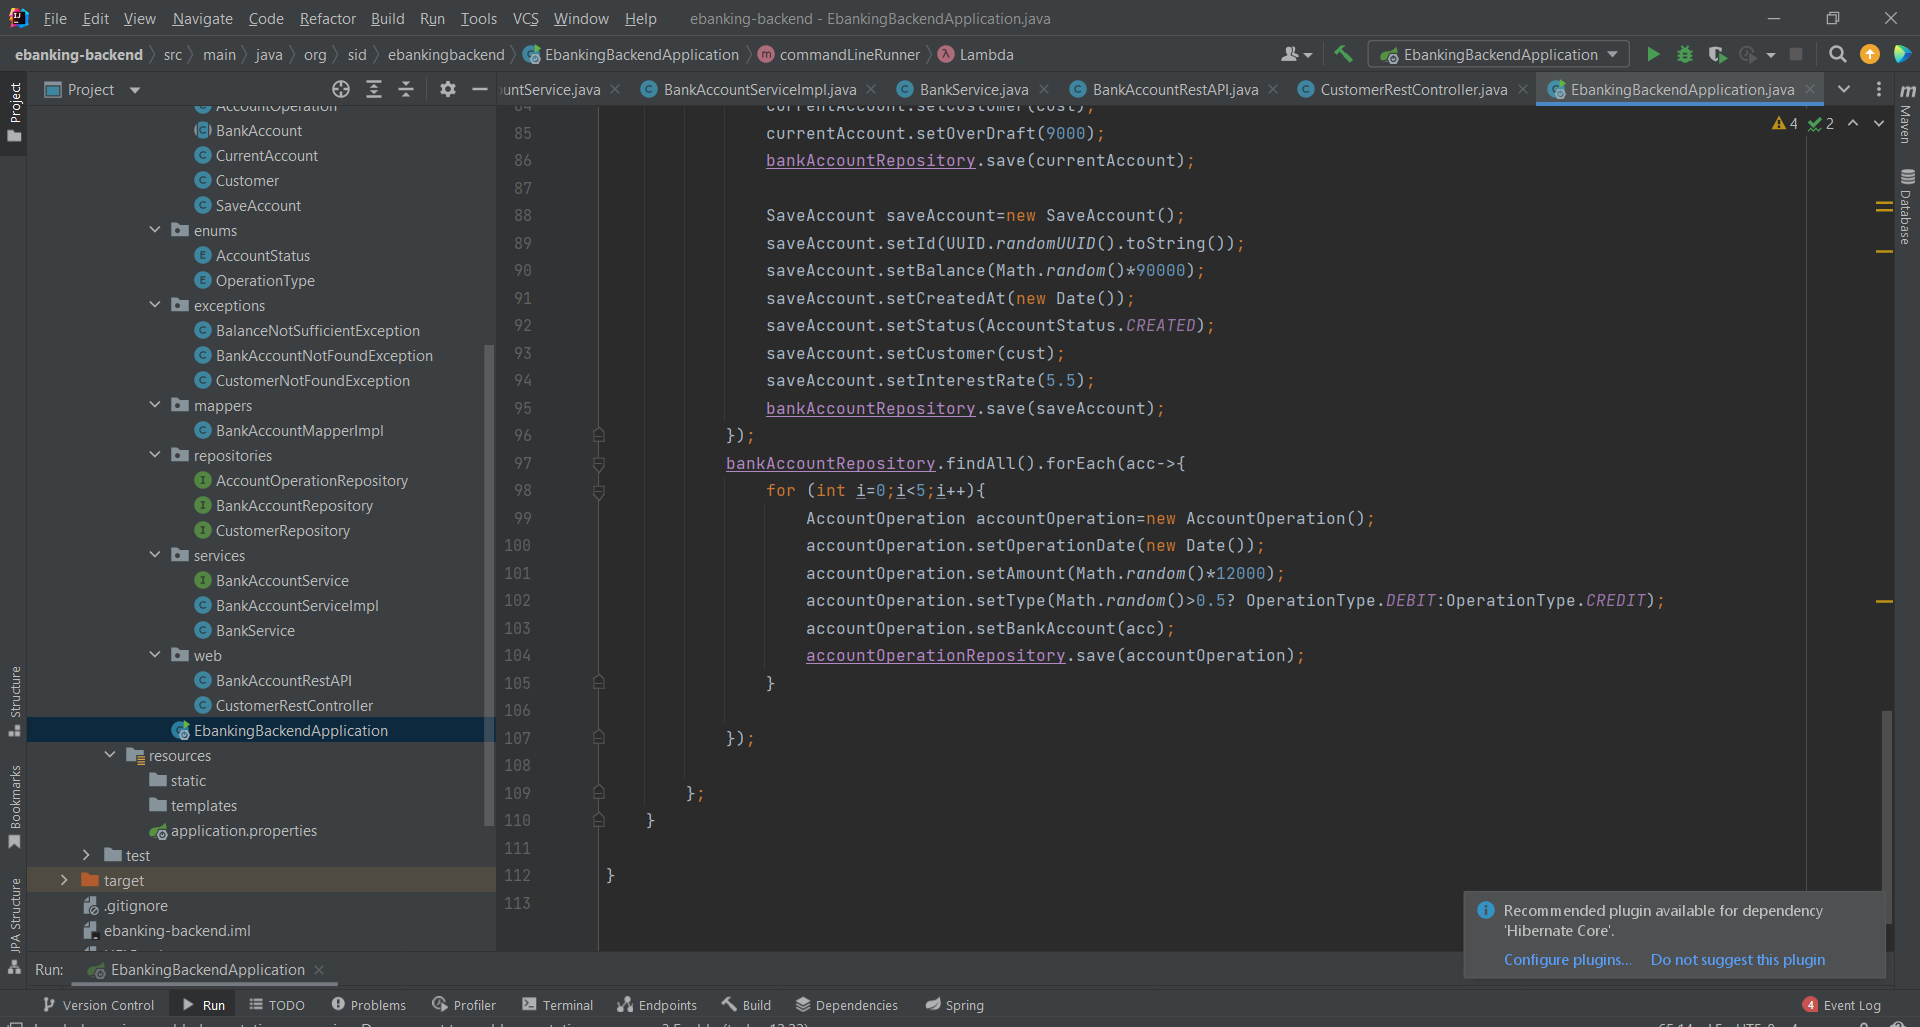 File Edit View Navigate Code Refactor Build Run Tools VCS Window Help ebanking-backend - EbankingBackendApplication.java
ebanking-backend src main java org sid ebankingbackend EbankingBackendApplication commandLineRunner Lambda EbankingBackendApplication
Project
untService.java BankAccountServiceImpl.java BankService.java BankAccountRestAPI.java CustomerRestController.java EbankingBackendApplication.java
4 2
Project
Structure
Bookmarks
JPA Structure
Maven
Database
AccountOperation
BankAccount
CurrentAccount
Customer
SaveAccount
enums
AccountStatus
OperationType
exceptions
BalanceNotSufficientException
BankAccountNotFoundException
CustomerNotFoundException
mappers
BankAccountMapperImpl
repositories
AccountOperationRepository
BankAccountRepository
CustomerRepository
services
BankAccountService
BankAccountServiceImpl
BankService
web
BankAccountRestAPI
CustomerRestController
EbankingBackendApplication
resources
static
templates
application.properties
test
target
.gitignore
ebanking-backend.iml
84 currentAccount.setCustomer(cust);
85 currentAccount.setOverDraft(9000);
86 bankAccountRepository.save(currentAccount);
87
88 SaveAccount saveAccount=new SaveAccount();
89 saveAccount.setId(UUID.randomUUID().toString());
90 saveAccount.setBalance(Math.random()*90000);
91 saveAccount.setCreatedAt(new Date());
92 saveAccount.setStatus(AccountStatus.CREATED);
93 saveAccount.setCustomer(cust);
94 saveAccount.setInterestRate(5.5);
95 bankAccountRepository.save(saveAccount);
96 });
97 bankAccountRepository.findAll().forEach(acc->{
98 for (int i=0;i<5;i++){
99 AccountOperation accountOperation=new AccountOperation();
100 accountOperation.setOperationDate(new Date());
101 accountOperation.setAmount(Math.random()*12000);
102 accountOperation.setType(Math.random()>0.5? OperationType.DEBIT:OperationType.CREDIT);
103 accountOperation.setBankAccount(acc);
104 accountOperationRepository.save(accountOperation);
105 }
106
107 });
108
109 };
110 }
111
112 }
113
Recommended plugin available for dependency
'Hibernate Core'.
Configure plugins... Do not suggest this plugin
Run: EbankingBackendApplication
Version Control Run TODO Problems Profiler Terminal Endpoints Build Dependencies Spring 4 Event Log